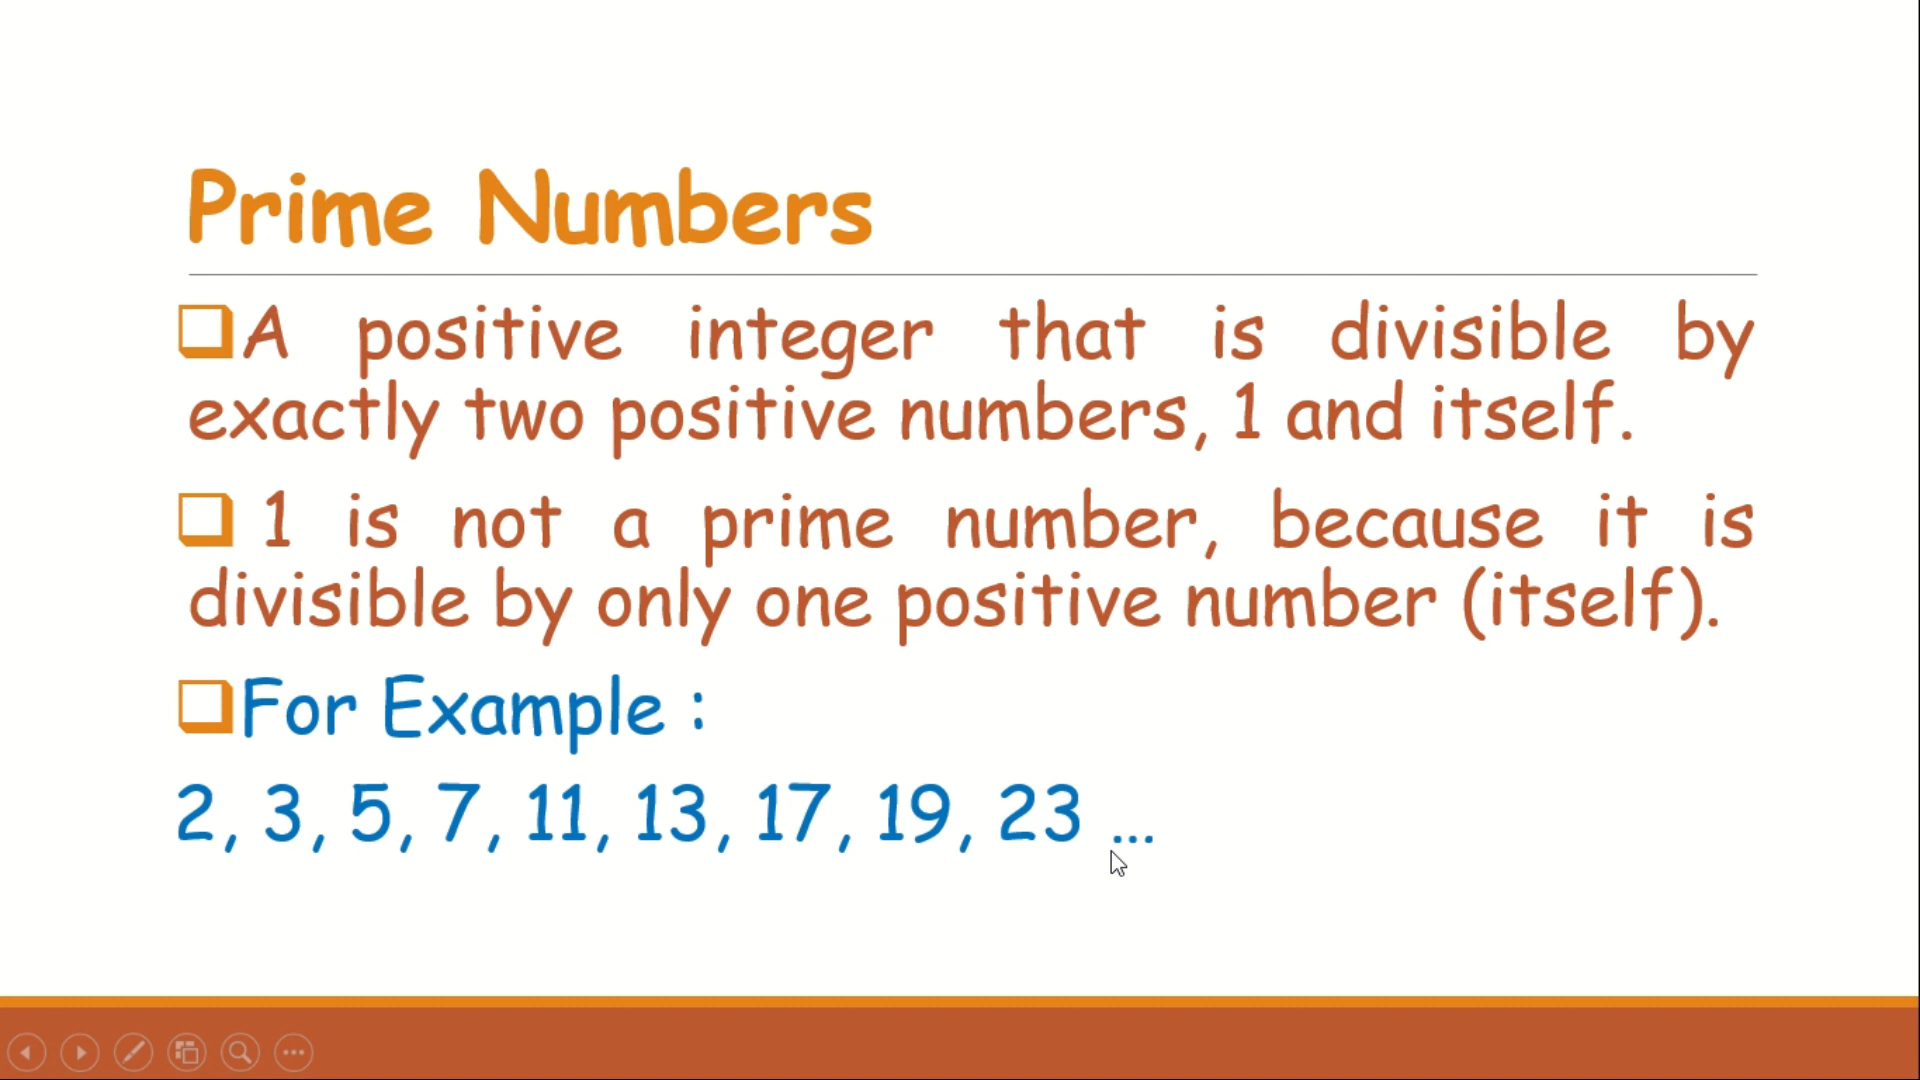 Prime Numbers
A positive integer that is divisible by
exactly two positive numbers, 1 and itself.
1 is not a prime number, because it is
divisible by only one positive number (itself).
For Example :
2, 3, 5, 7, 11, 13, 17, 19, 23 ...